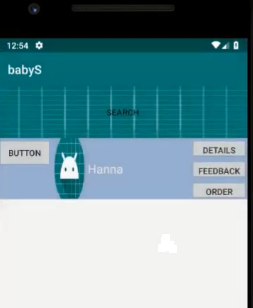 12:54
babyS
SEARCH
BUTTON
Hanna
DETAILS
FEEDBACK
ORDER